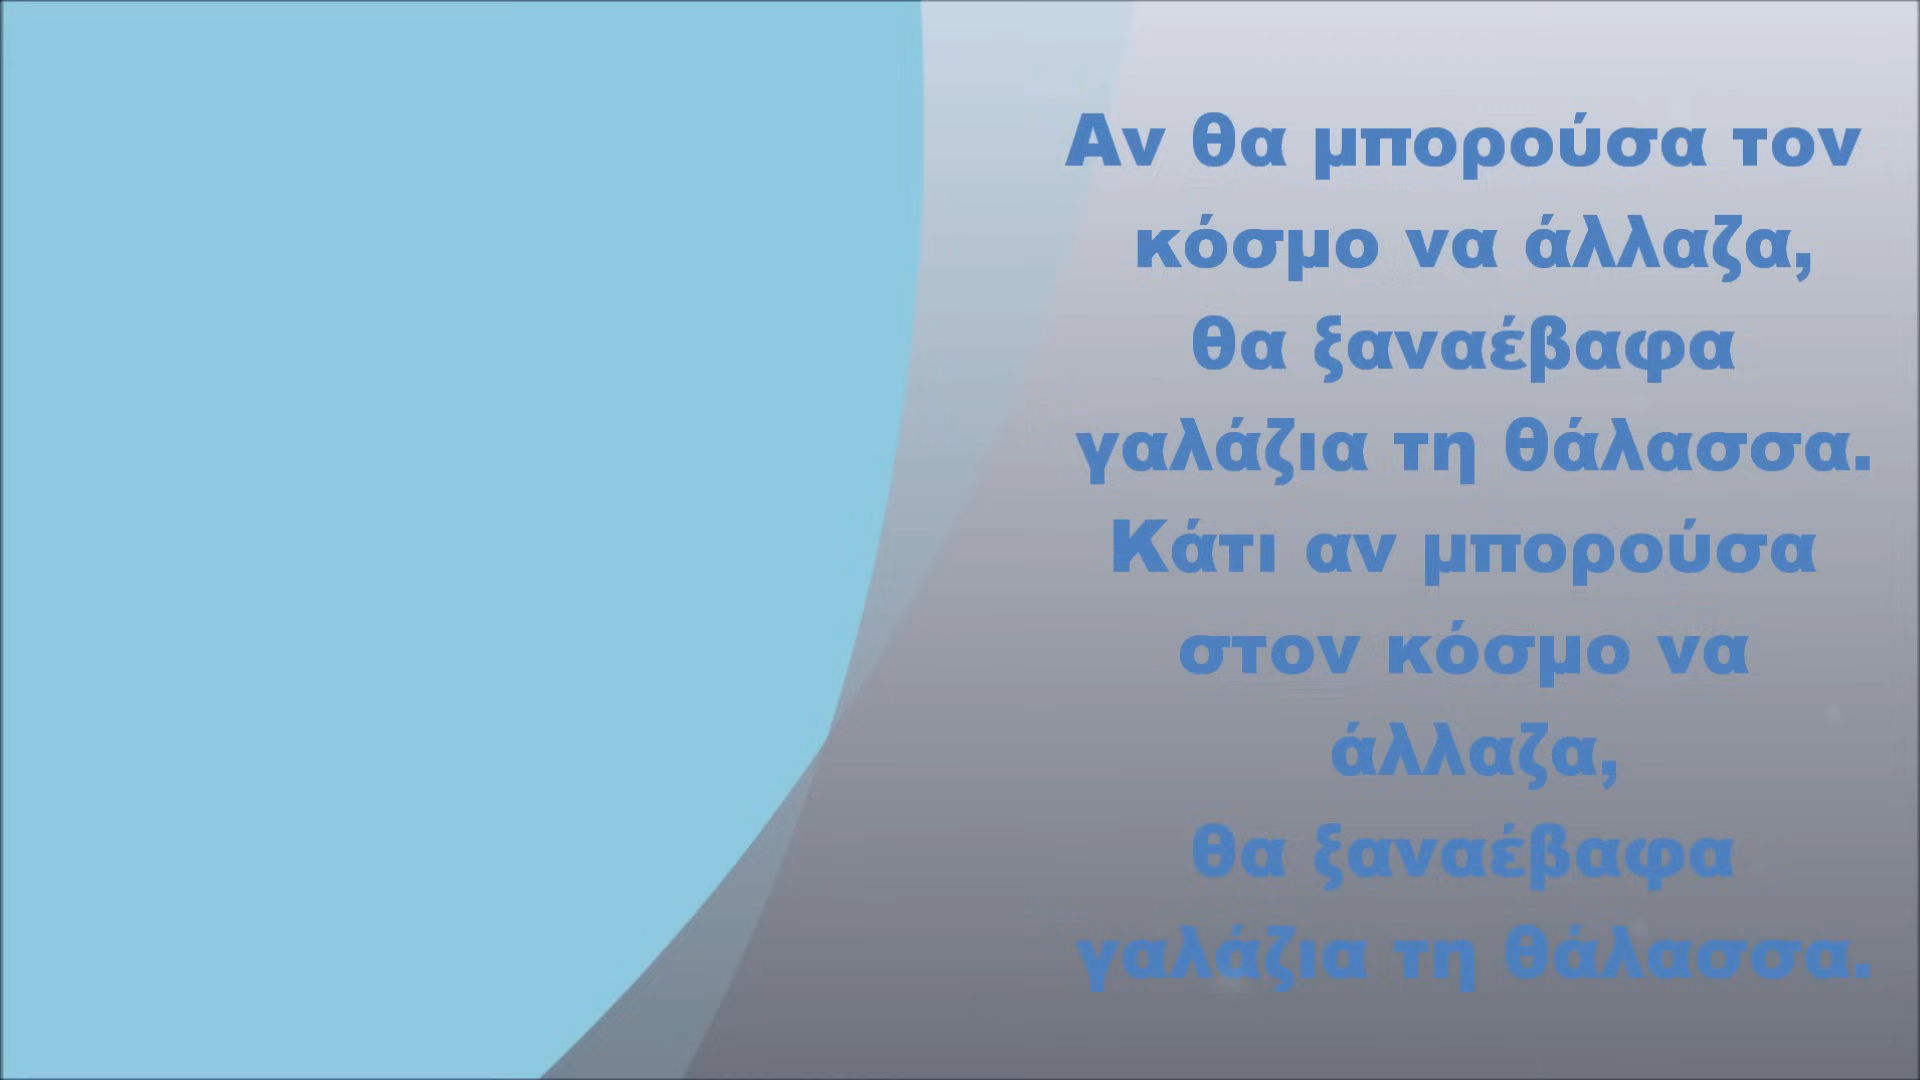 Αν θα μπορούσα τον
κόσμο να άλλαζα,
θα ξαναέβαφα
γαλάζια τη θάλασσα.
Κάτι αν μπορούσα
στον κόσμο να
άλλαζα,
θα ξαναέβαφα
γαλάζια τη θάλασσα.